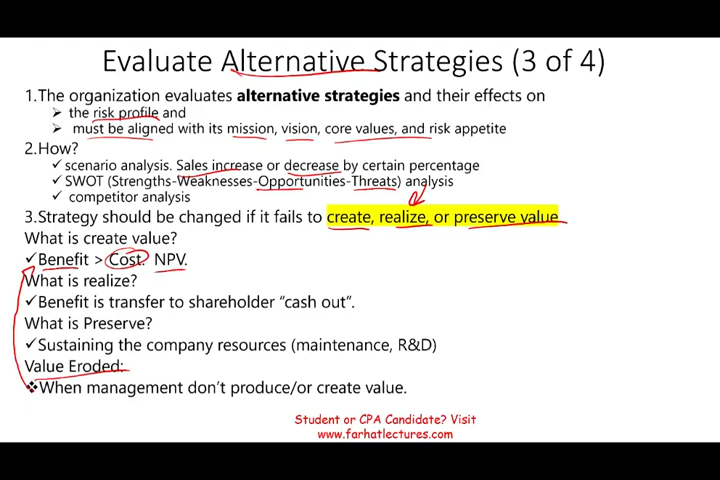 Evaluate Alternative Strategies (3 of 4)
1.The organization evaluates alternative strategies and their effects on
➢ the risk profile and
➢ must be aligned with its mission, vision, core values, and risk appetite
2.How?
✓scenario analysis. Sales increase or decrease by certain percentage
✓SWOT (Strengths-Weaknesses-Opportunities-Threats) analysis
✓ competitor analysis
3.Strategy should be changed if it fails to create, realize, or preserve value
What is create value?
✓Benefit > Cost. NPV.
What is realize?
✓Benefit is transfer to shareholder “cash out”.
What is Preserve?
✓Sustaining the company resources (maintenance, R&D)
Value Eroded:
❖When management don’t produce/or create value.
Student or CPA Candidate? Visit
www.farhatlectures.com